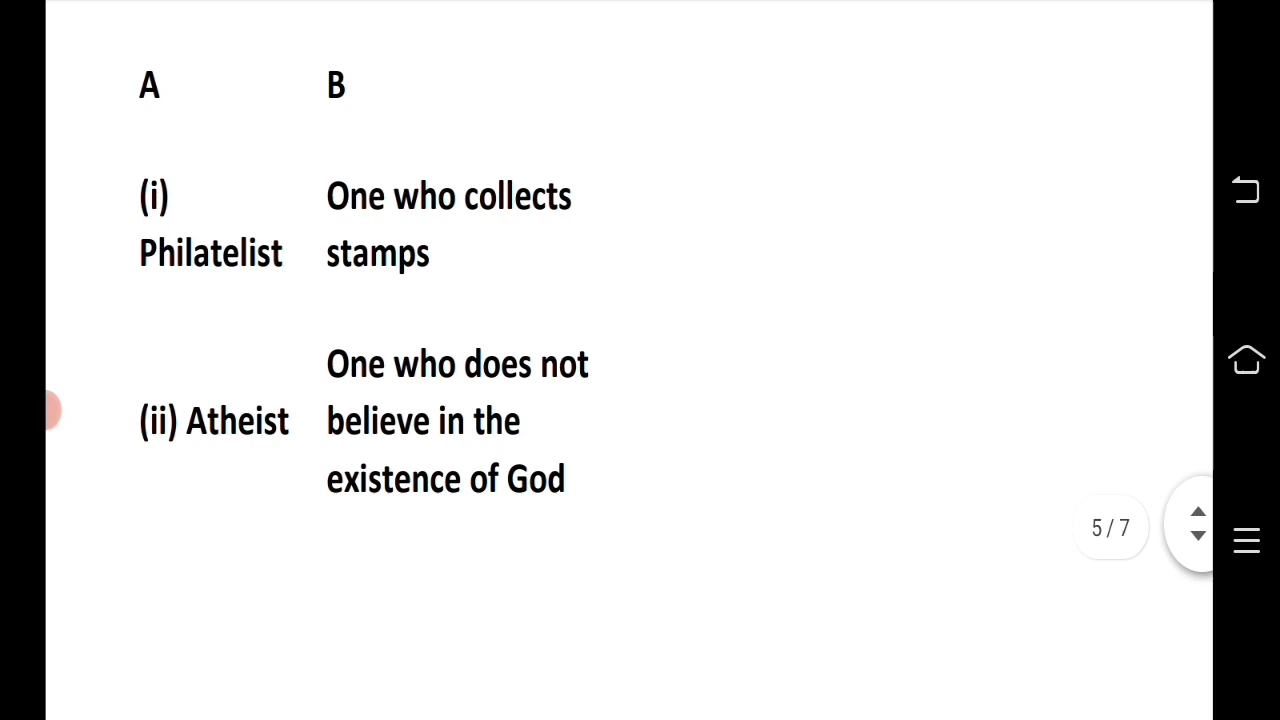 A B
(i) One who collects
Philatelist stamps
One who does not
(ii) Atheist believe in the
existence of God
5 / 7